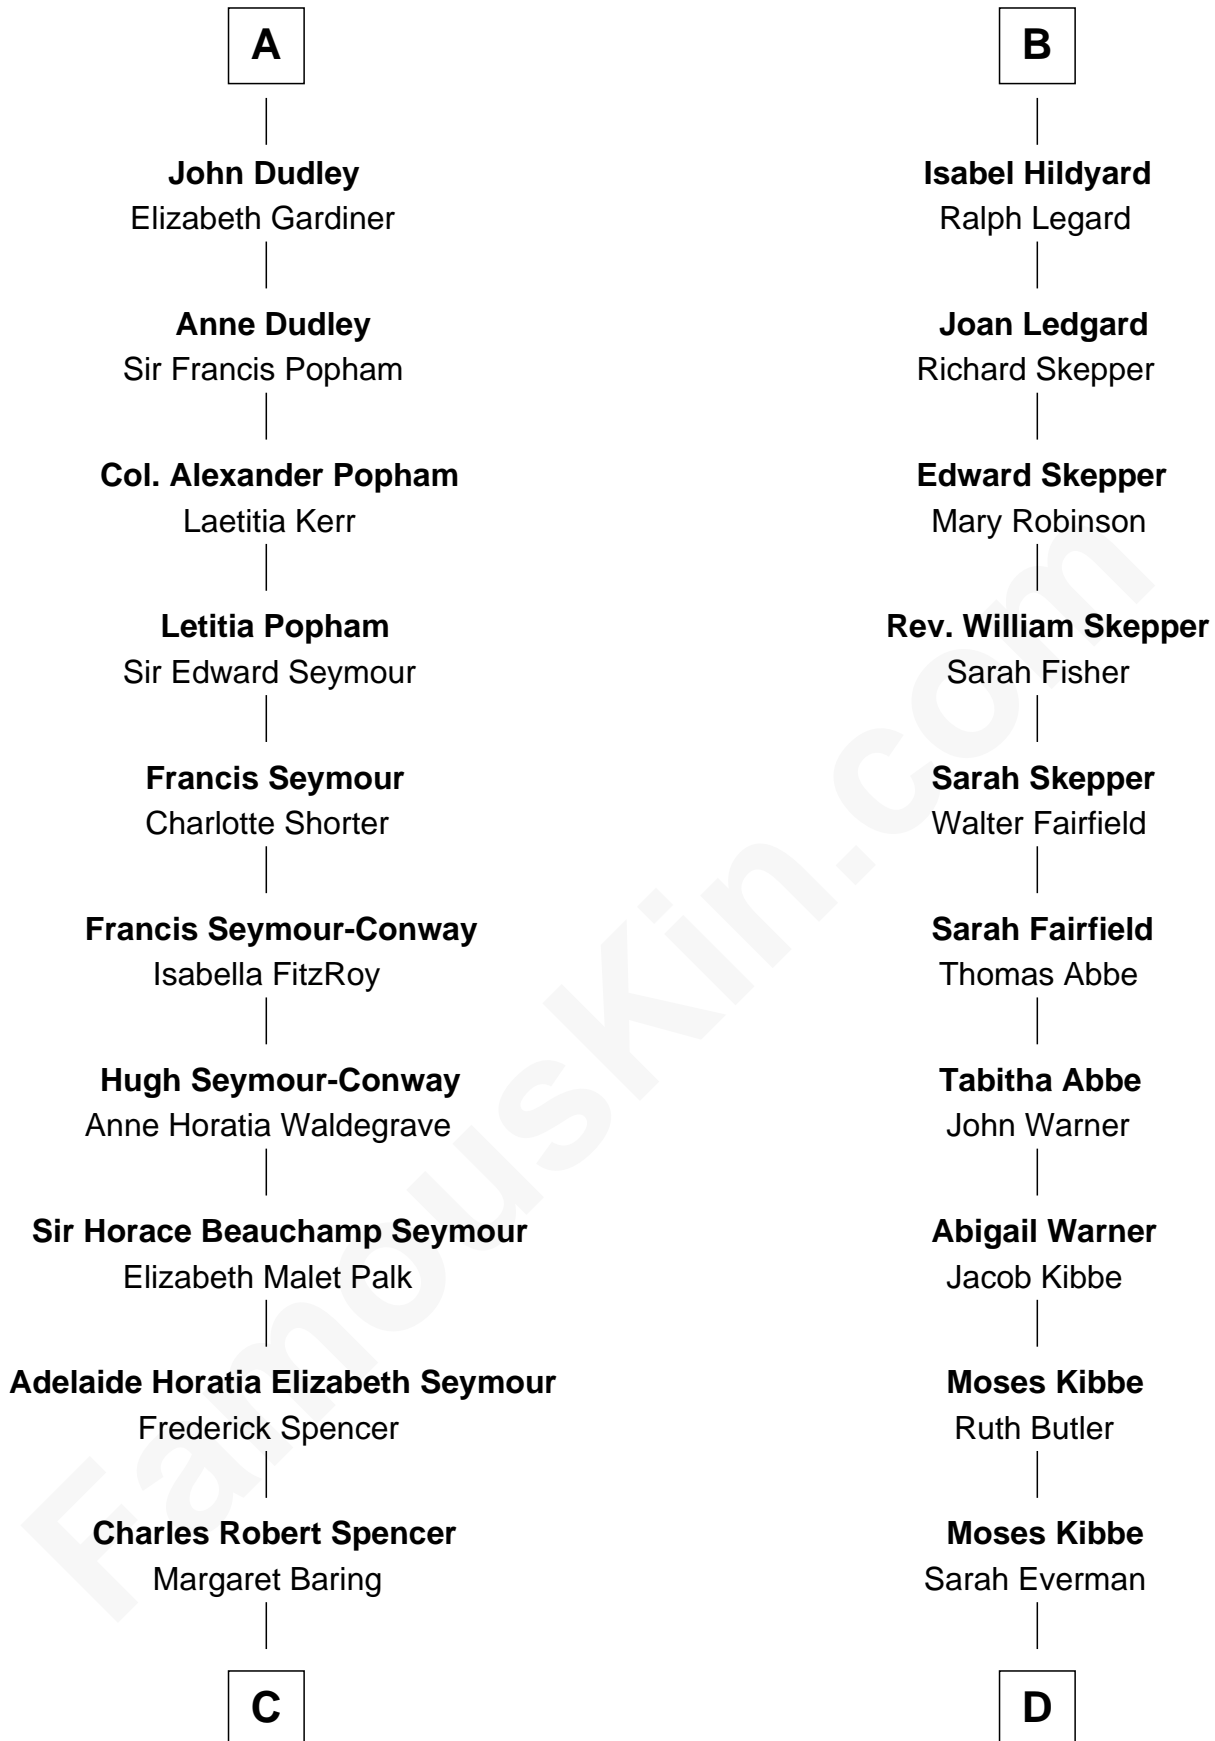 A
John Dudley
Elizabeth Gardiner
Anne Dudley
Sir Francis Popham
Col. Alexander Popham
Laetitia Kerr
Letitia Popham
Sir Edward Seymour
Francis Seymour
Charlotte Shorter
Francis Seymour-Conway
Isabella FitzRoy
Hugh Seymour-Conway
Anne Horatia Waldegrave
Sir Horace Beauchamp Seymour
Elizabeth Malet Palk
Adelaide Horatia Elizabeth Seymour
Frederick Spencer
Charles Robert Spencer
Margaret Baring
C
B
Isabel Hildyard
Ralph Legard
Joan Ledgard
Richard Skepper
Edward Skepper
Mary Robinson
Rev. William Skepper
Sarah Fisher
Sarah Skepper
Walter Fairfield
Sarah Fairfield
Thomas Abbe
Tabitha Abbe
John Warner
Abigail Warner
Jacob Kibbe
Moses Kibbe
Ruth Butler
Moses Kibbe
Sarah Everman
D
FamousKin.com